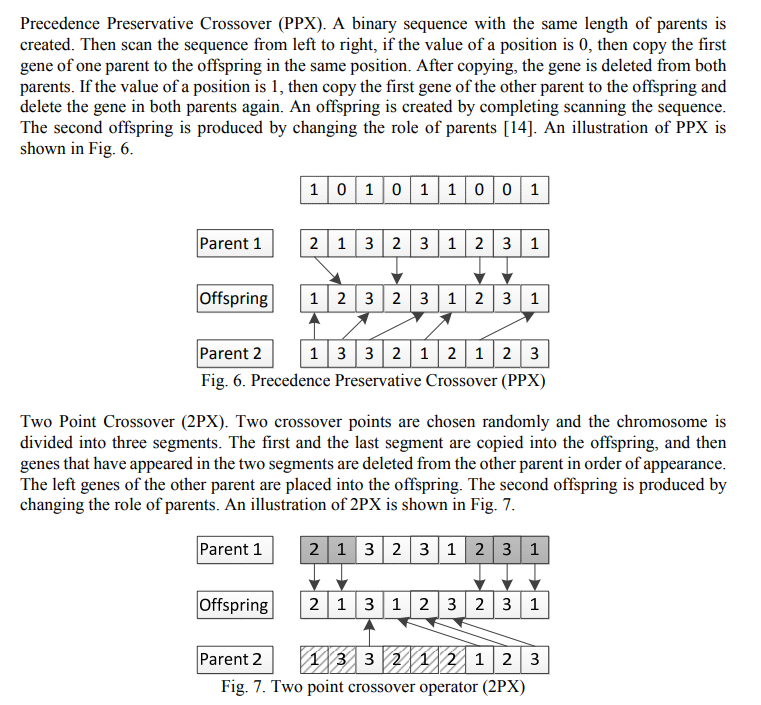 Precedence Preservative Crossover (PPX). A binary sequence with the same length of parents is
created. Then scan the sequence from left to right, if the value of a position is 0, then copy the first
gene of one parent to the offspring in the same position. After copying, the gene is deleted from both
parents. If the value of a position is 1, then copy the first gene of the other parent to the offspring and
delete the gene in both parents again. An offspring is created by completing scanning the sequence.
The second offspring is produced by changing the role of parents [14]. An illustration of PPX is
shown in Fig. 6.
1 0 1 0 1 1 0 0 1
Parent 1 2 1 3 2 3 1 2 3 1
Offspring 1 2 3 2 3 1 2 3 1
Parent 2 1 3 3 2 1 2 1 2 3
Fig. 6. Precedence Preservative Crossover (PPX)
Two Point Crossover (2PX). Two crossover points are chosen randomly and the chromosome is
divided into three segments. The first and the last segment are copied into the offspring, and then
genes that have appeared in the two segments are deleted from the other parent in order of appearance.
The left genes of the other parent are placed into the offspring. The second offspring is produced by
changing the role of parents. An illustration of 2PX is shown in Fig. 7.
Parent 1 2 1 3 2 3 1 2 3 1
Offspring 2 1 3 1 2 3 2 3 1
Parent 2 1 3 3 2 1 2 1 2 3
Fig. 7. Two point crossover operator (2PX)